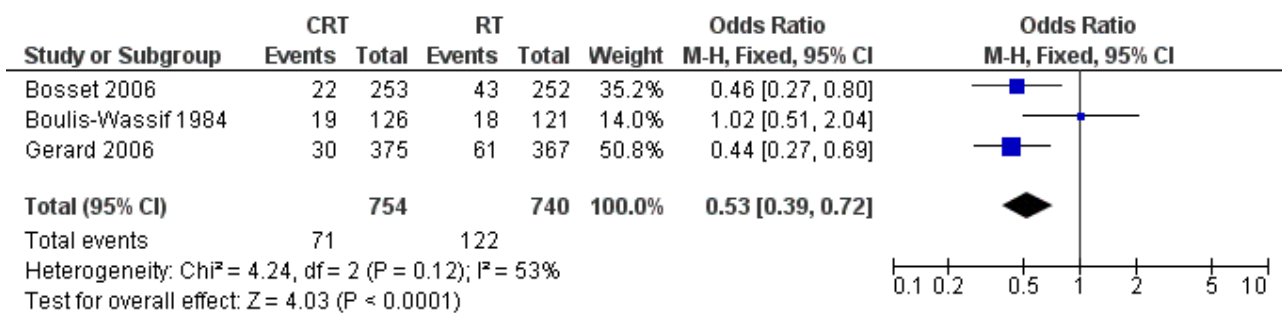 CRT RT Odds Ratio Odds Ratio
Study or Subgroup Events Total Events Total Weight M-H, Fixed, 95% CI M-H, Fixed, 95% CI
Bosset 2006 22 253 43 252 35.2% 0.46 [0.27, 0.80]
Boulis-Wassif 1984 19 126 18 121 14.0% 1.02 [0.51, 2.04]
Gerard 2006 30 375 61 367 50.8% 0.44 [0.27, 0.69]
Total (95% CI) 754 740 100.0% 0.53 [0.39, 0.72]
Total events 71 122
Heterogeneity: Chi² = 4.24, df = 2 (P = 0.12); I² = 53%
Test for overall effect: Z = 4.03 (P < 0.0001)
0.1 0.2 0.5 1 2 5 10